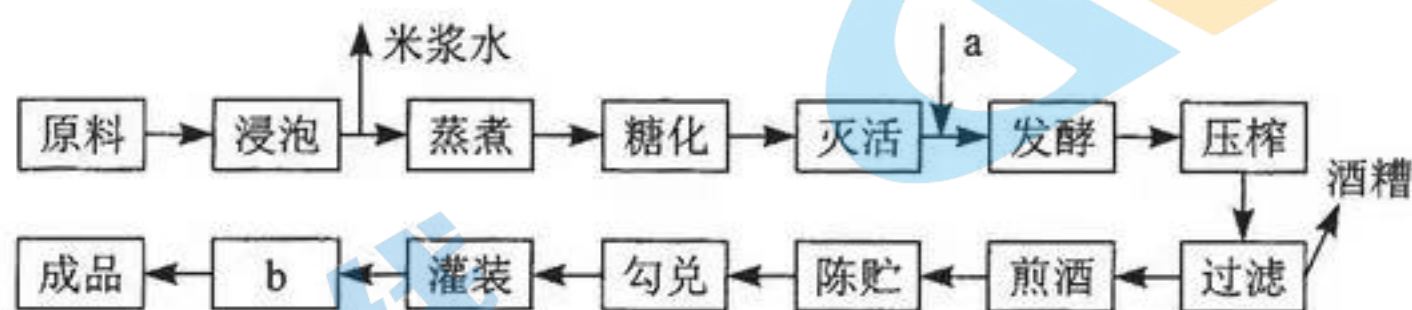 米浆水 a
原料 浸泡 蒸煮 糖化 灭活 发酵 压榨
酒糟
成品 b 灌装 勾兑 陈贮 煎酒 过滤